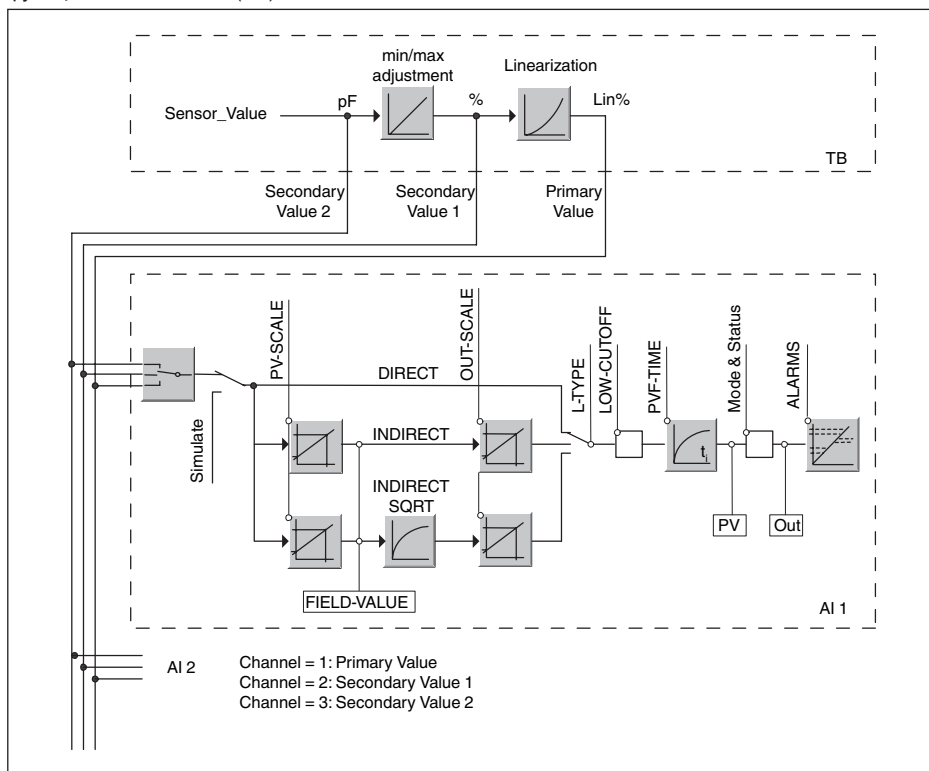 min/max
adjustment
Linearization
Sensor_Value
pF
%
Lin%
TB
Secondary
Value 2
Secondary
Value 1
Primary
Value
PV-SCALE
OUT-SCALE
L-TYPE
LOW-CUTOFF
PVF-TIME
Mode & Status
ALARMS
DIRECT
Simulate
INDIRECT
t i
INDIRECT
SQRT
PV
Out
FIELD-VALUE
AI 1
AI 2
Channel = 1: Primary Value
Channel = 2: Secondary Value 1
Channel = 3: Secondary Value 2